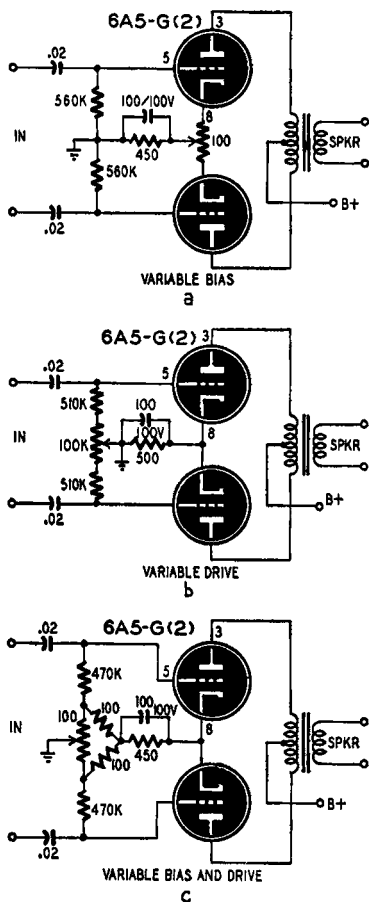 6A5-G(2) 3
.02
5
560K
100/100V
8
100
IN
450
560K
SPKR
B+
.02
VARIABLE BIAS
a
6A5-G(2) 3
.02
5
510K
100
8
IN
100K
100V
500
SPKR
510K
B+
.02
VARIABLE DRIVE
b
6A5-G(2) 3
.02
5
470K
100
100
100V
8
IN
100
450
SPKR
100
470K
B+
.02
VARIABLE BIAS AND DRIVE
c